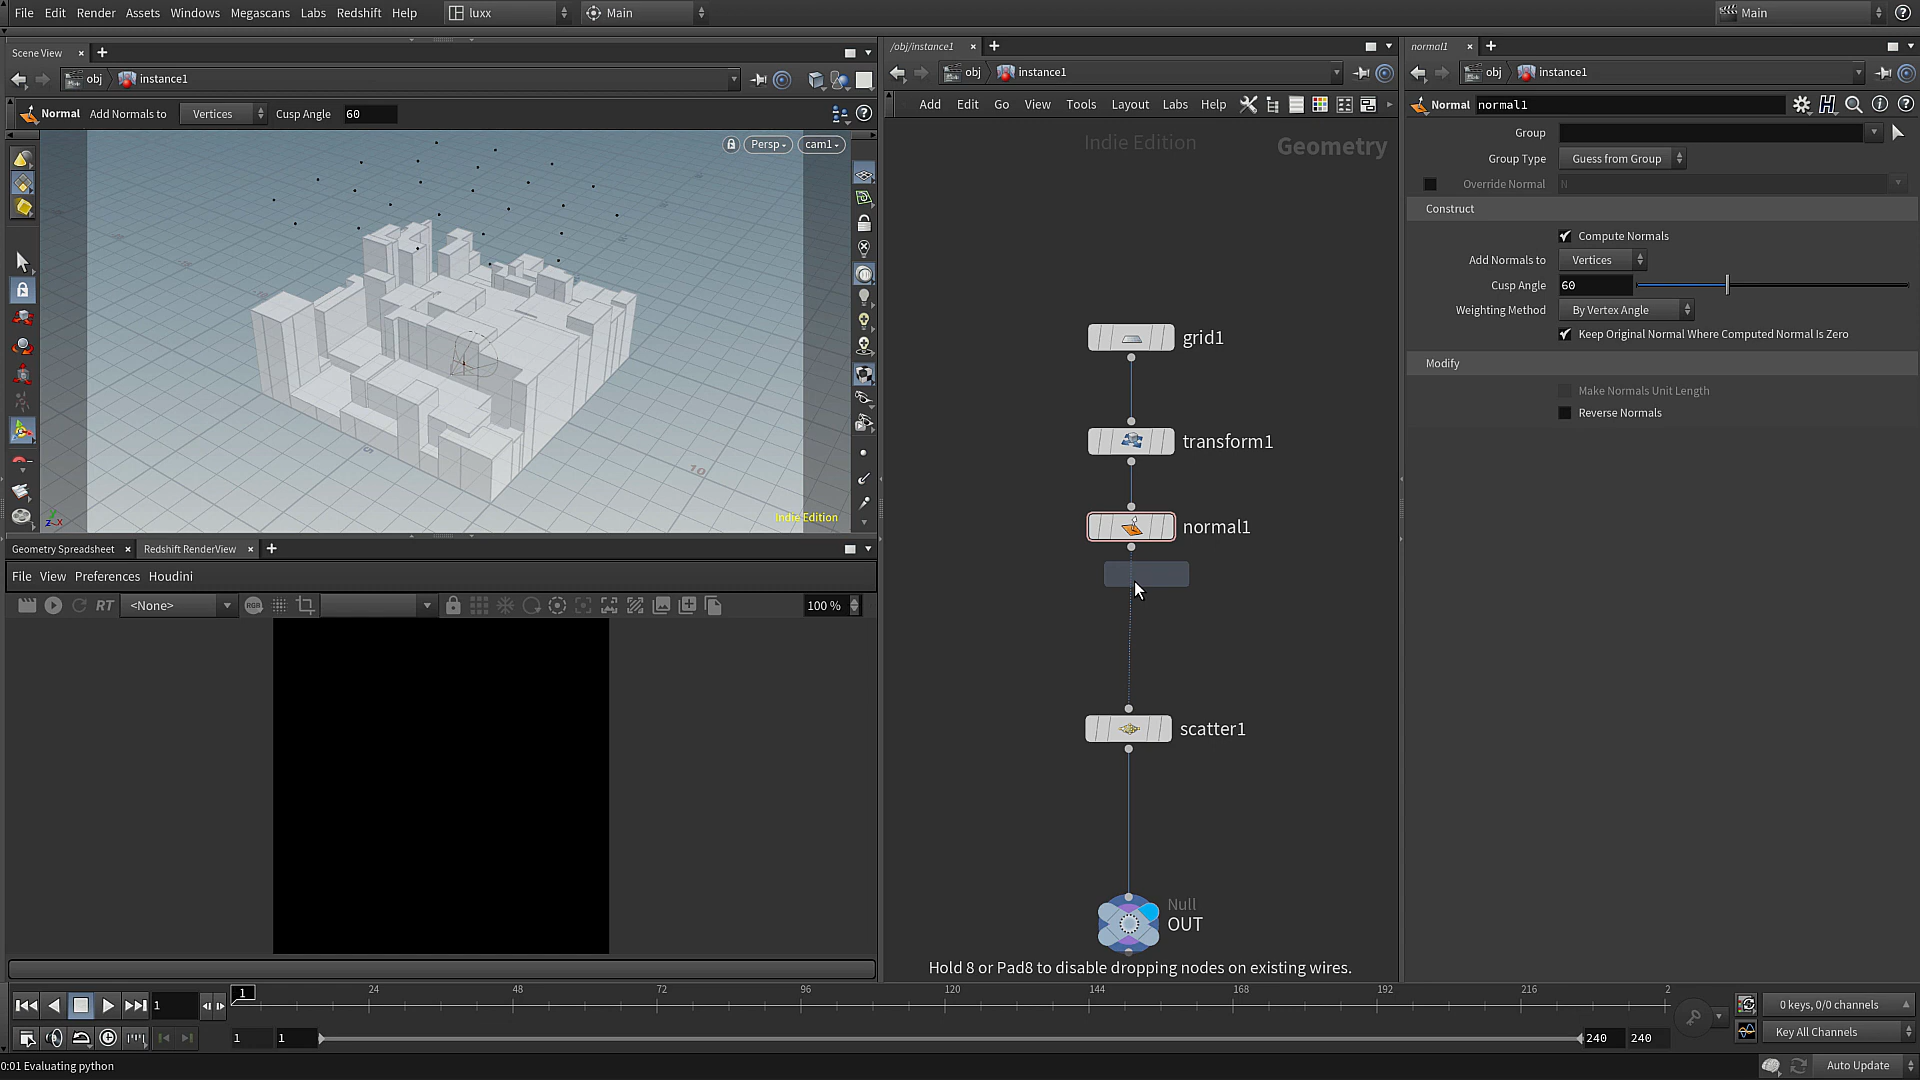 File Edit Render Assets Windows Megascans Labs Redshift Help luxx Main Main
Scene View
obj instance1
Normal Add Normals to Vertices Cusp Angle 60
Persp cam1
10
5
Indie Edition
Geometry Spreadsheet Redshift RenderView
File View Preferences Houdini
RT <None> RGB 100 %
/obj/instance1
obj instance1
Add Edit Go View Tools Layout Labs Help
Indie Edition Geometry
grid1
transform1
normal1
scatter1
Null
OUT
Hold 8 or Pad8 to disable dropping nodes on existing wires.
normal1
obj instance1
Normal normal1
Group
Group Type Guess from Group
Override Normal N
Construct
Compute Normals
Add Normals to Vertices
Cusp Angle 60
Weighting Method By Vertex Angle
Keep Original Normal Where Computed Normal Is Zero
Modify
Make Normals Unit Length
Reverse Normals
1 1 24 48 72 96 120 144 168 192 216 2
0 keys, 0/0 channels
1 1 240 240 Key All Channels
0:01 Evaluating python Auto Update